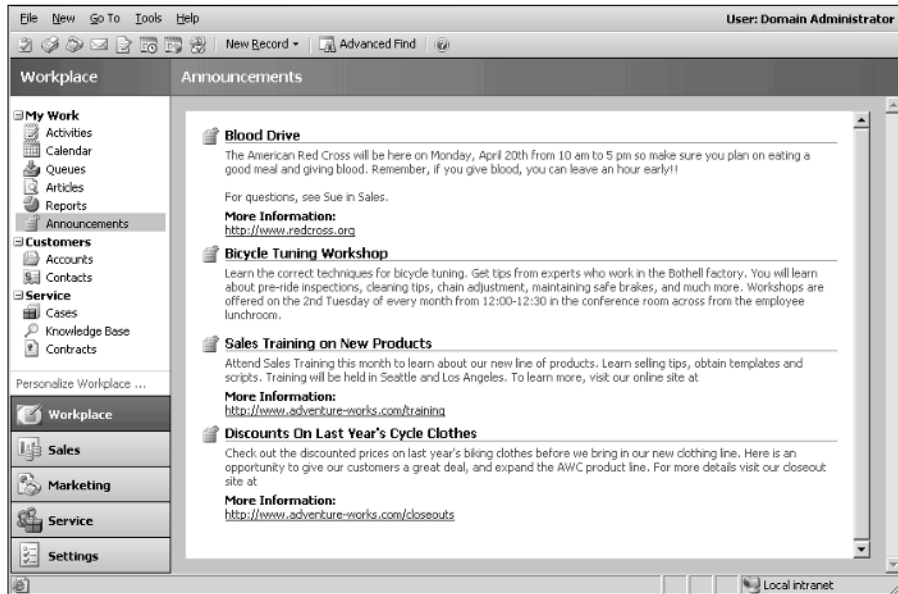 File New Go To Tools Help
User: Domain Administrator
New Record Advanced Find
Workplace
Announcements
My Work
Activities
Calendar
Queues
Articles
Reports
Announcements
Customers
Accounts
Contacts
Service
Cases
Knowledge Base
Contracts
Personalize Workplace ...
Workplace
Sales
Marketing
Service
Settings
Blood Drive
The American Red Cross will be here on Monday, April 20th from 10 am to 5 pm so make sure you plan on eating a
good meal and giving blood. Remember, if you give blood, you can leave an hour early!!
For questions, see Sue in Sales.
More Information:
http://www.redcross.org
Bicycle Tuning Workshop
Learn the correct techniques for bicycle tuning. Get tips from experts who work in the Bothell factory. You will learn
about pre-ride inspections, cleaning tips, chain adjustment, maintaining safe brakes, and much more. Workshops are
offered on the 2nd Tuesday of every month from 12:00-12:30 in the conference room across from the employee
lunchroom.
Sales Training on New Products
Attend Sales Training this month to learn about our new line of products. Learn selling tips, obtain templates and
scripts. Training will be held in Seattle and Los Angeles. To learn more, visit our online site at
More Information:
http://www.adventure-works.com/training
Discounts On Last Year's Cycle Clothes
Check out the discounted prices on last year's biking clothes before we bring in our new clothing line. Here is an
opportunity to give our customers a great deal, and expand the AWC product line. For more details visit our closeout
site at
More Information:
http://www.adventure-works.com/closeouts
Local intranet